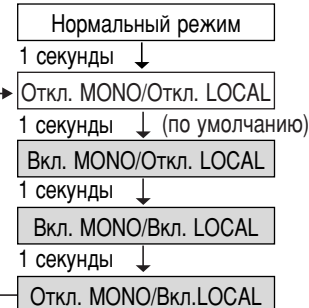 Нормальный режим
1 секунды
Откл. MONO/Откл. LOCAL
1 секунды (по умолчанию)
Вкл. MONO/Откл. LOCAL
1 секунды
Вкл. MONO/Вкл. LOCAL
1 секунды
Откл. MONO/Вкл.LOCAL